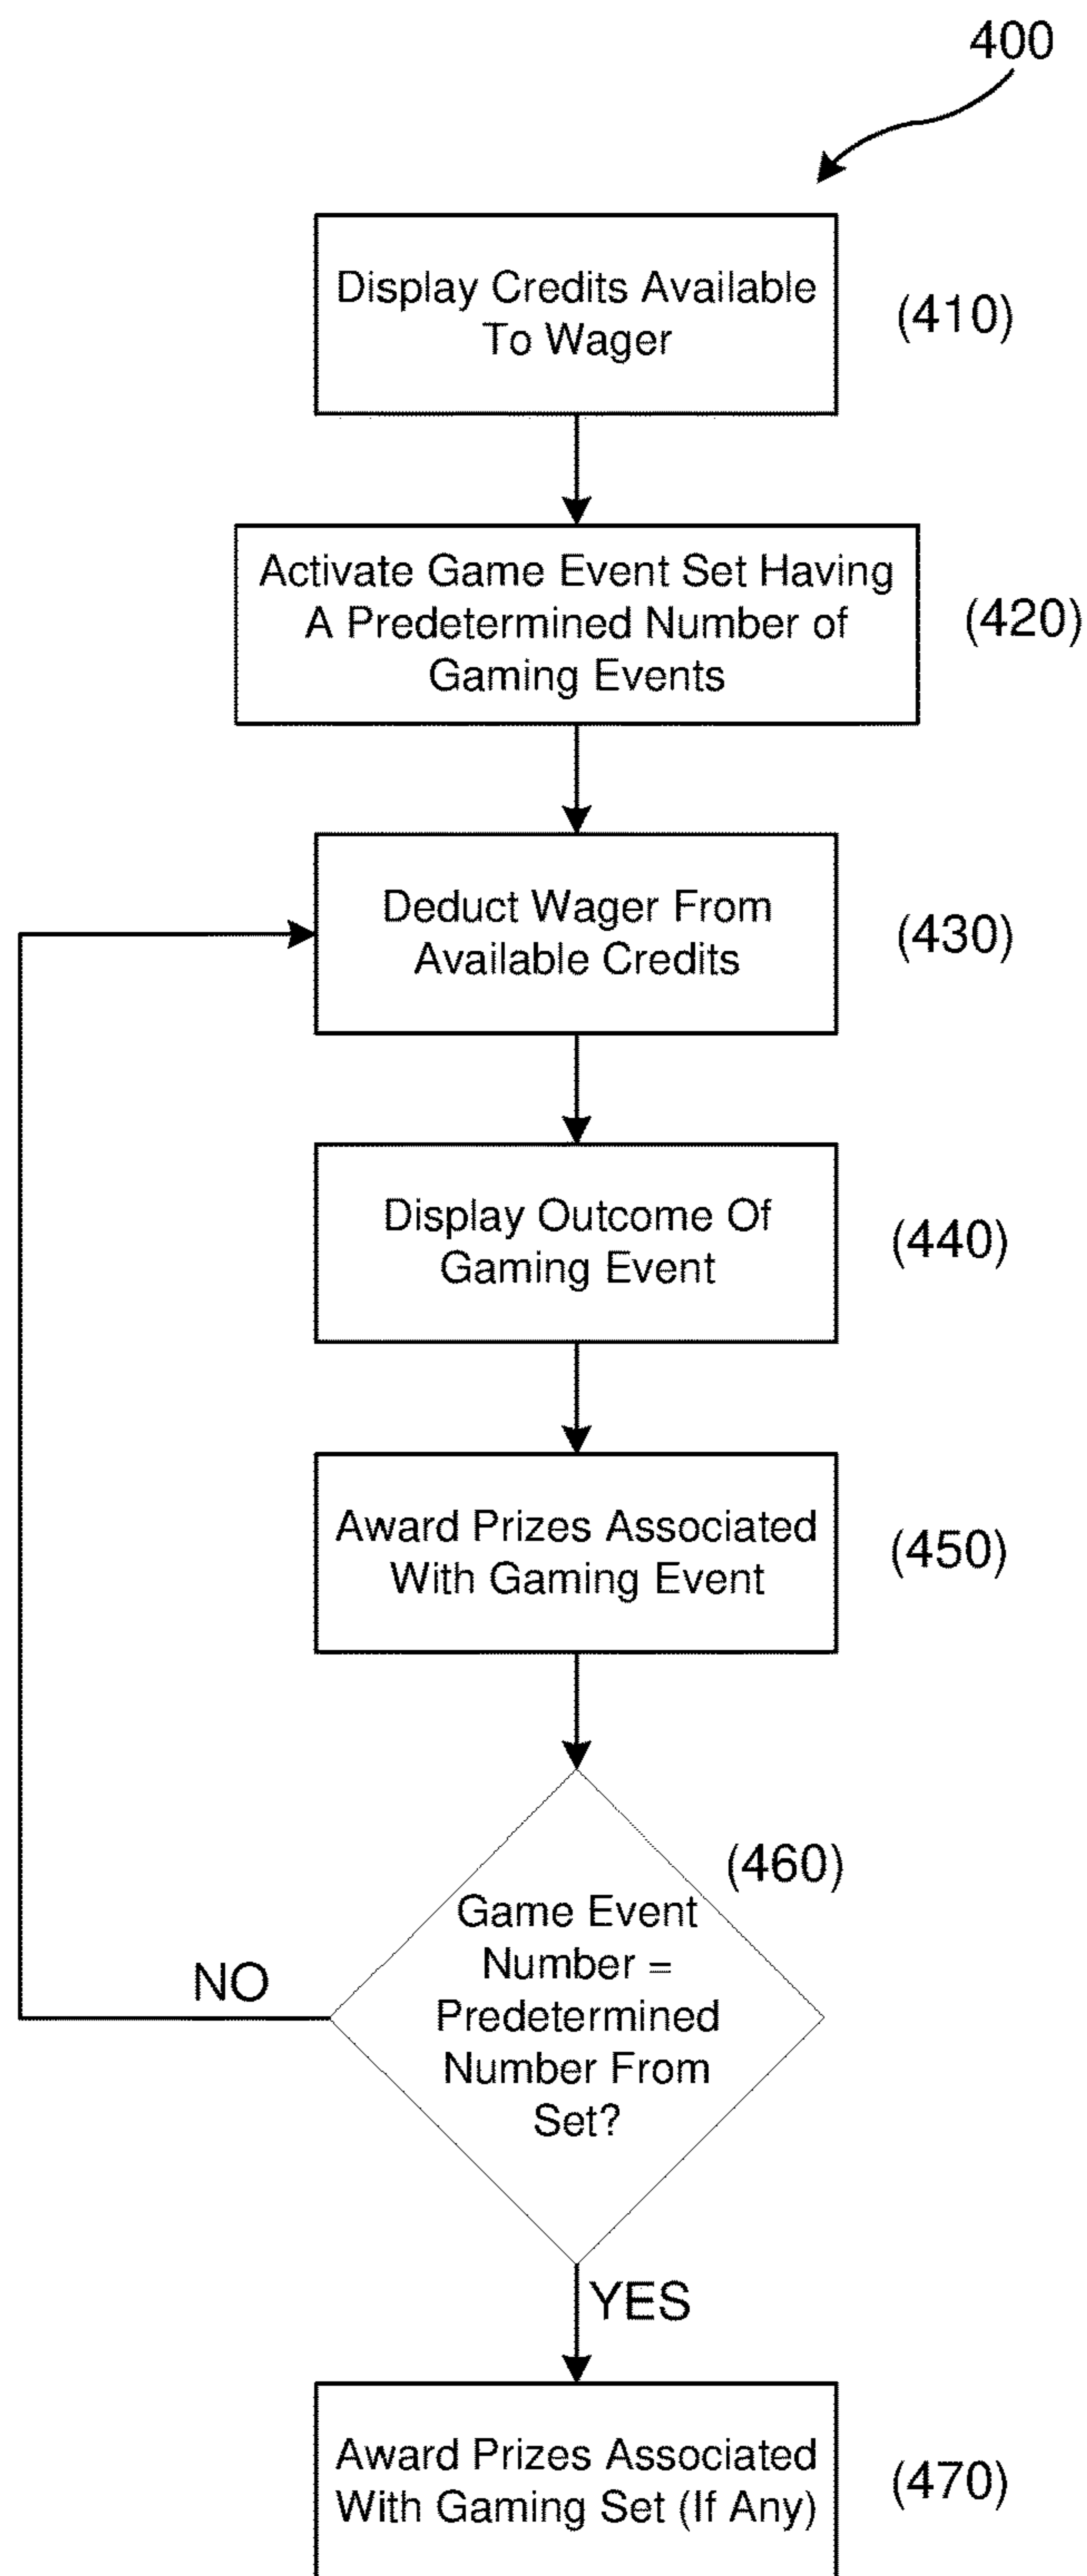 400
Display Credits Available
To Wager
(410)
Activate Game Event Set Having
A Predetermined Number of
Gaming Events
(420)
Deduct Wager From
Available Credits
(430)
Display Outcome Of
Gaming Event
(440)
Award Prizes Associated
With Gaming Event
(450)
(460)
Game Event
Number =
Predetermined
Number From
Set?
NO
YES
Award Prizes Associated
With Gaming Set (If Any)
(470)